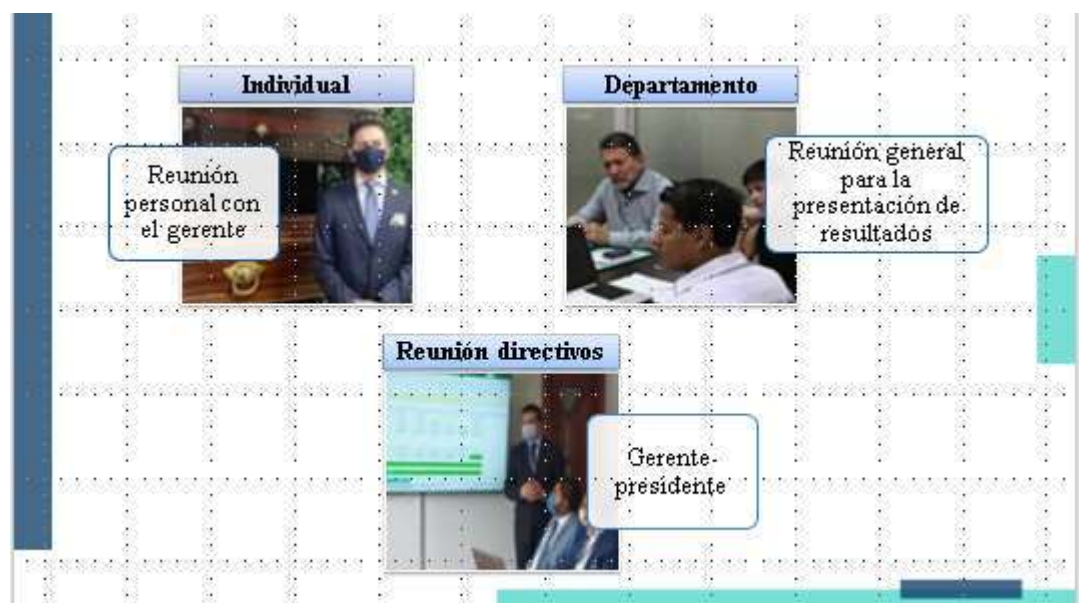 Individual
Reunión
personal con
el gerente
Departamento
Reunión general
para la
presentación de
resultados
Reunión directivos
Gerente-
presidente